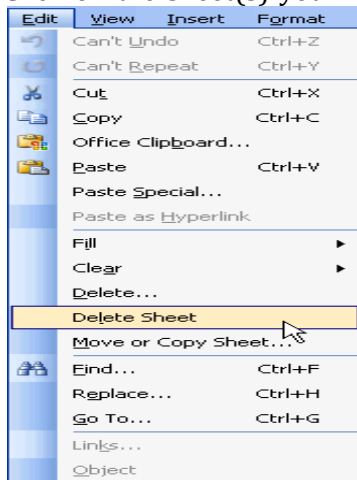 Edit View Insert Format
Can't Undo Ctrl+Z
Can't Repeat Ctrl+Y
Cut Ctrl+X
Copy Ctrl+C
Office Clipboard...
Paste Ctrl+V
Paste Special...
Paste as Hyperlink
Fill
Clear
Delete...
Delete Sheet
Move or Copy Sheet...
Find... Ctrl+F
Replace... Ctrl+H
Go To... Ctrl+G
Links...
Object